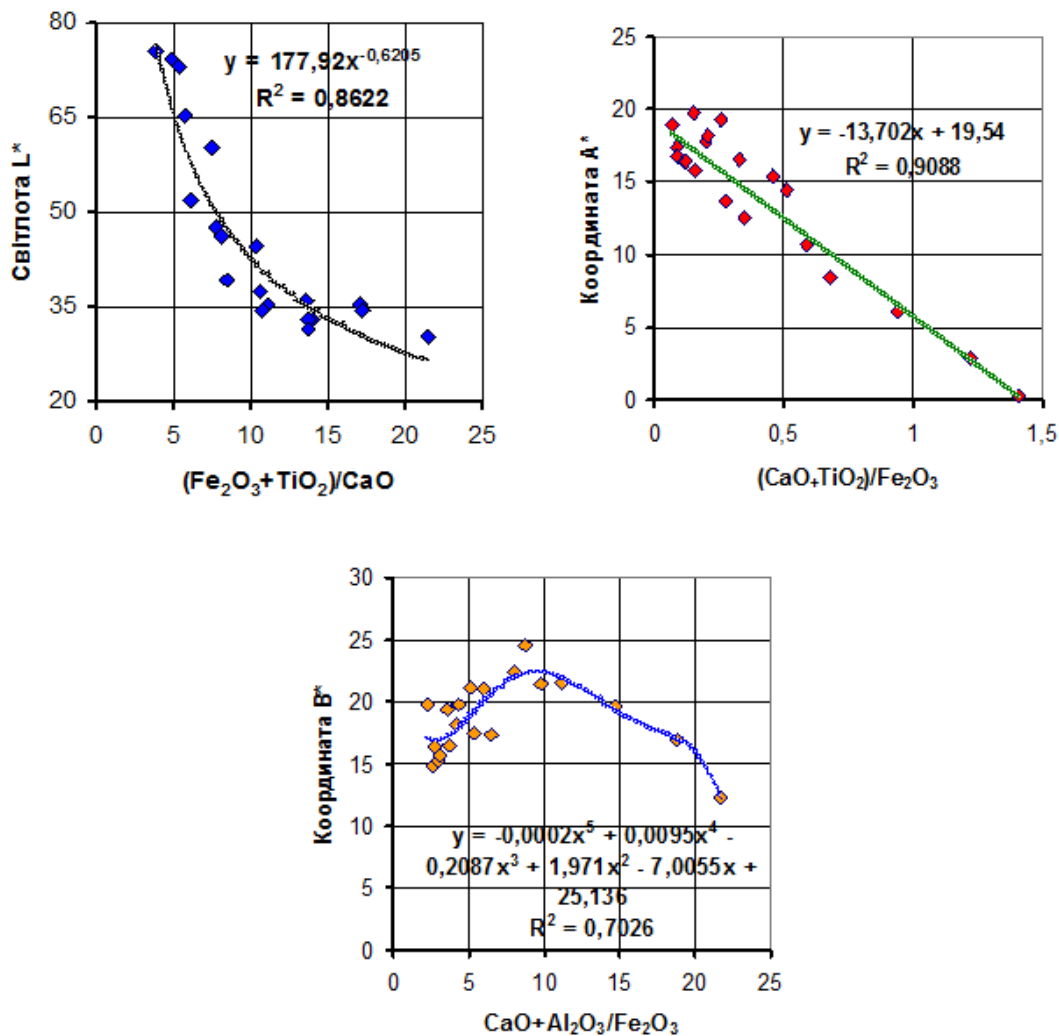 80
65
50
35
20
Світлота L*
y = 177,92x^-0,6205
R² = 0,8622
0 5 10 15 20 25
(Fe₂O₃+TiO₂)/CaO
25
20
15
10
5
0
Координата A*
y = -13,702x + 19,54
R² = 0,9088
0 0,5 1 1,5
(CaO+TiO₂)/Fe₂O₃
30
25
20
15
10
5
0
Координата B*
y = -0,0002x⁵ + 0,0095x⁴ -
0,2087x³ + 1,971x² - 7,0055x +
25,136
R² = 0,7026
0 5 10 15 20 25
CaO+Al₂O₃/Fe₂O₃